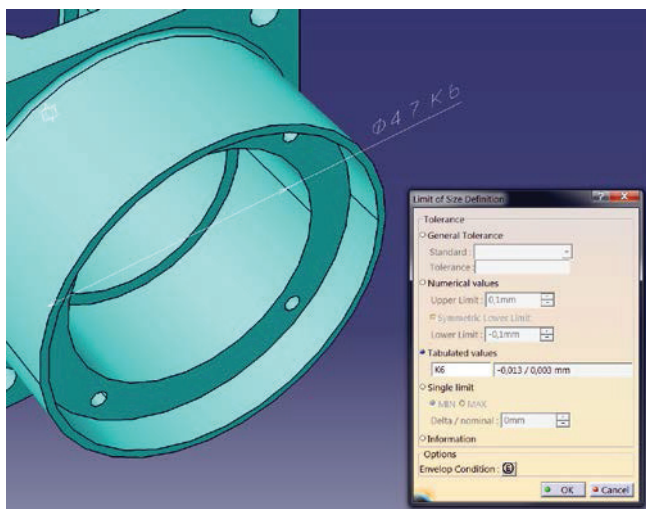 Φ47 K6
Limit of Size Definition
Tolerance
General Tolerance
Standard :
Tolerance :
Numerical values
Upper Limit : 0,1mm
Symmetric Lower Limit
Lower Limit : -0,1mm
Tabulated values
K6 -0,013 / 0,003 mm
Single limit
MIN MAX
Delta / nominal : 0mm
Information
Options
Envelop Condition : E
OK Cancel